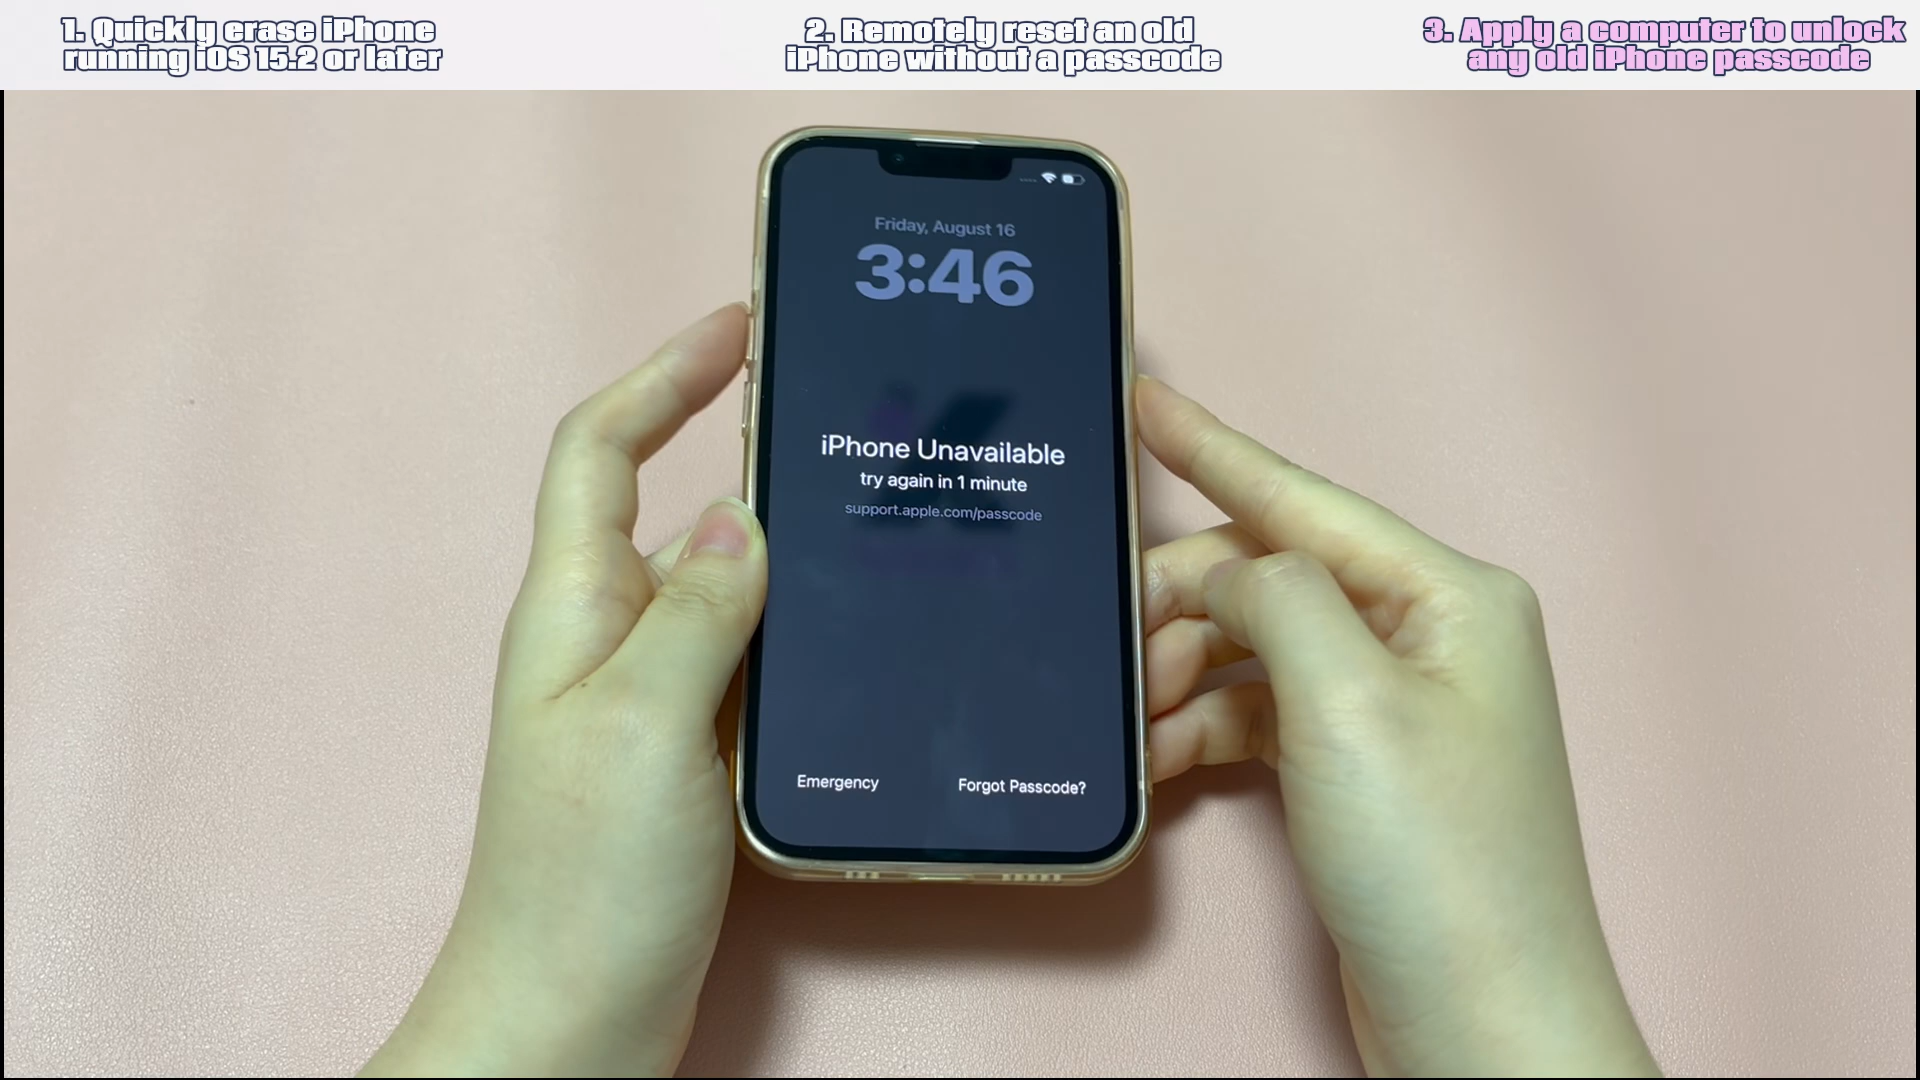 1. Quickly erase iPhone
running iOS 15.2 or later
2. Remotely reset an old
iPhone without a passcode
3. Apply a computer to unlock
any old iPhone passcode
Friday, August 16
3:46
iPhone Unavailable
try again in 1 minute
support.apple.com/passcode
Emergency
Forgot Passcode?